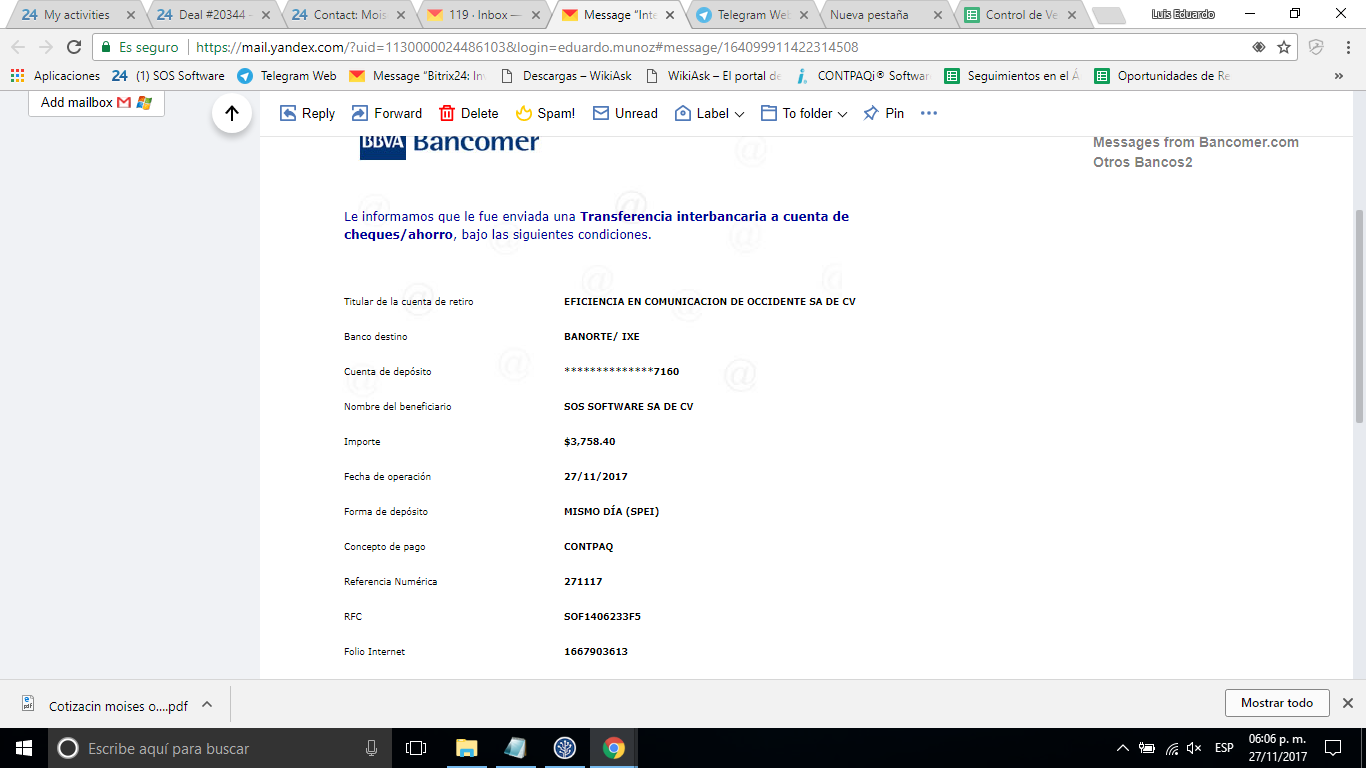 My activities
Deal #20344 -
Contact: Mois
119 · Inbox —
Message "Inte
Telegram Web
Nueva pestaña
Control de Ve
Luis Eduardo
Es seguro
https://mail.yandex.com/?uid=1130000024486103&login=eduardo.munoz#message/164099911422314508
Aplicaciones
24 (1) SOS Software
Telegram Web
Message "Bitrix24: In
Descargas – WikiAsk
WikiAsk – El portal de
CONTPAQi® Softwar
Seguimientos en el Á
Oportunidades de Re
»
Add mailbox
Reply
Forward
Delete
Spam!
Unread
Label
To folder
Pin
BBVA Bancomer
Messages from Bancomer.com
Otros Bancos2
Le informamos que le fue enviada una Transferencia interbancaria a cuenta de
cheques/ahorro, bajo las siguientes condiciones.
Titular de la cuenta de retiro EFICIENCIA EN COMUNICACION DE OCCIDENTE SA DE CV
Banco destino BANORTE/ IXE
Cuenta de depósito **************7160
Nombre del beneficiario SOS SOFTWARE SA DE CV
Importe $3,758.40
Fecha de operación 27/11/2017
Forma de depósito MISMO DÍA (SPEI)
Concepto de pago CONTPAQ
Referencia Numérica 271117
RFC SOF1406233F5
Folio Internet 1667903613
Cotizacin moises o....pdf
Mostrar todo
Escribe aquí para buscar
ESP
06:06 p. m.
27/11/2017